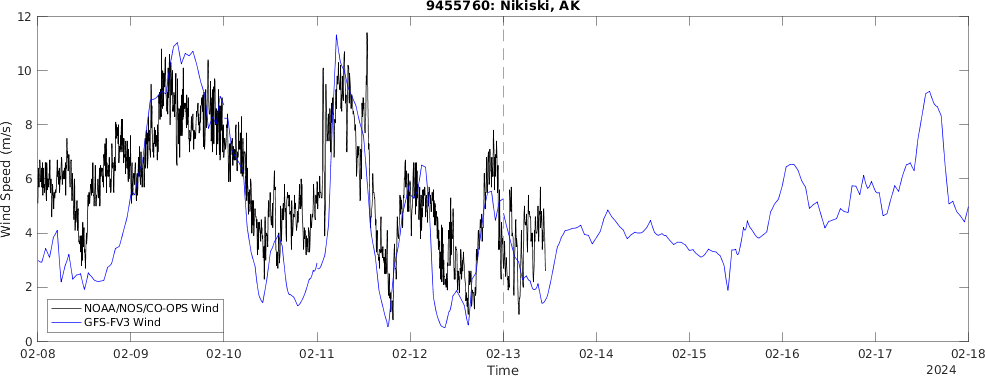 9455760: Nikiski, AK
12
10
8
6
4
2
0
Wind Speed (m/s)
NOAA/NOS/CO-OPS Wind
GFS-FV3 Wind
02-08 02-09 02-10 02-11 02-12 02-13 02-14 02-15 02-16 02-17 02-18
Time
2024